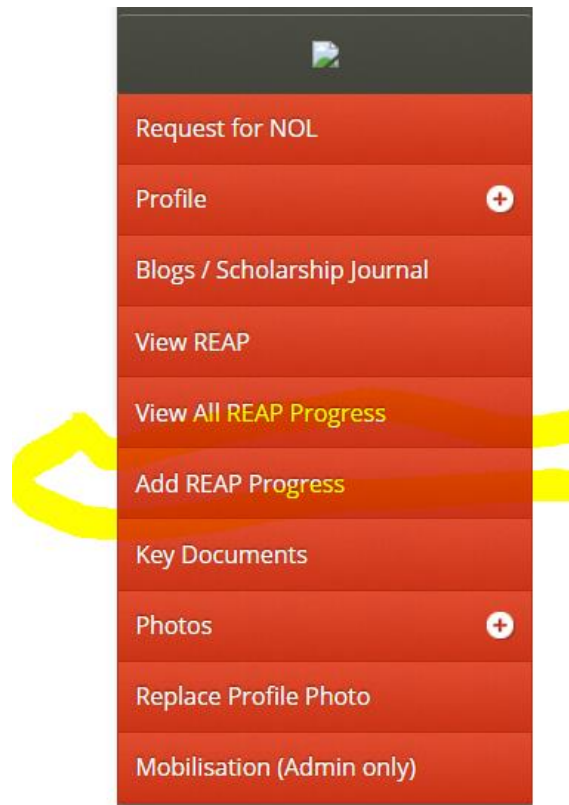 Request for NOL
Profile
Blogs / Scholarship Journal
View REAP
View All REAP Progress
Add REAP Progress
Key Documents
Photos
Replace Profile Photo
Mobilisation (Admin only)